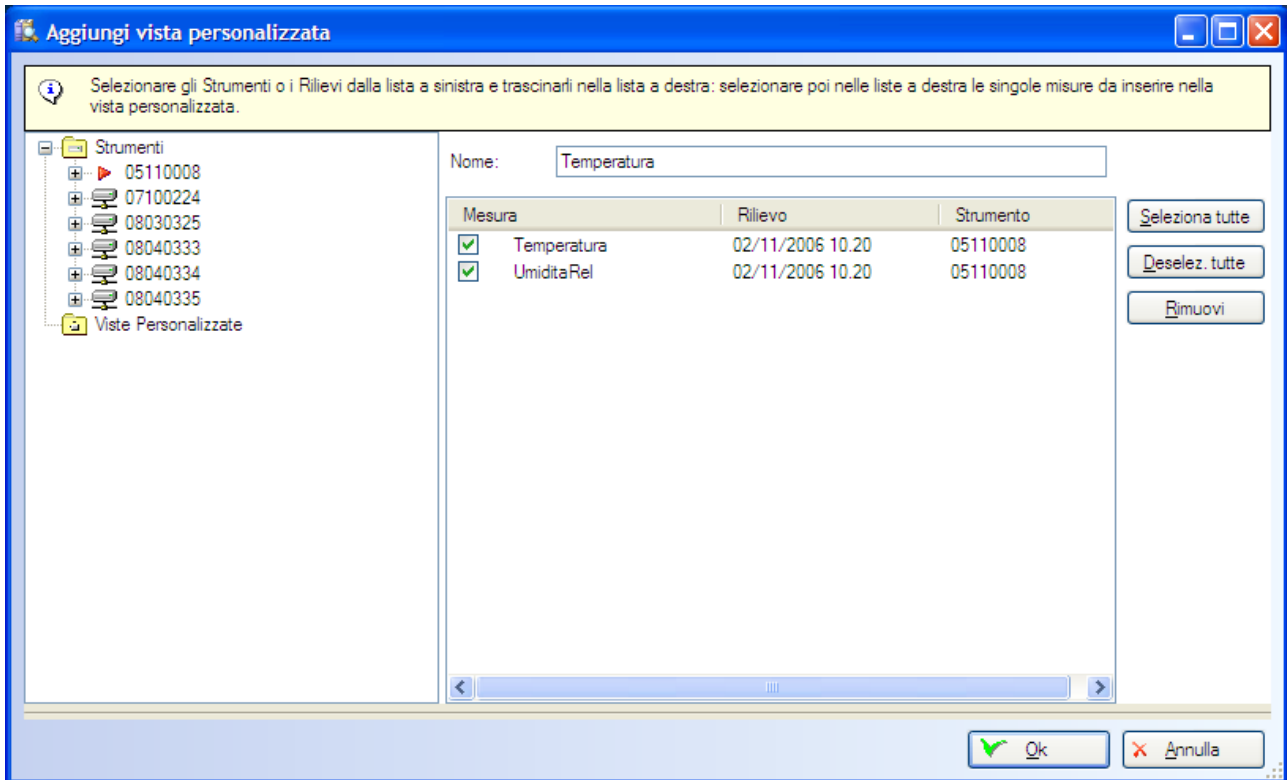 Aggiungi vista personalizzata
Selezionare gli Strumenti o i Rilievi dalla lista a sinistra e trascinarli nella lista a destra: selezionare poi nelle liste a destra le singole misure da inserire nella
vista personalizzata.
Strumenti
05110008
07100224
08030325
08040333
08040334
08040335
Viste Personalizzate
Nome: Temperatura
Mesura Rilievo Strumento
Temperatura 02/11/2006 10.20 05110008
UmiditaRel 02/11/2006 10.20 05110008
Seleziona tutte
Deselez. tutte
Rimuovi
Ok Annulla